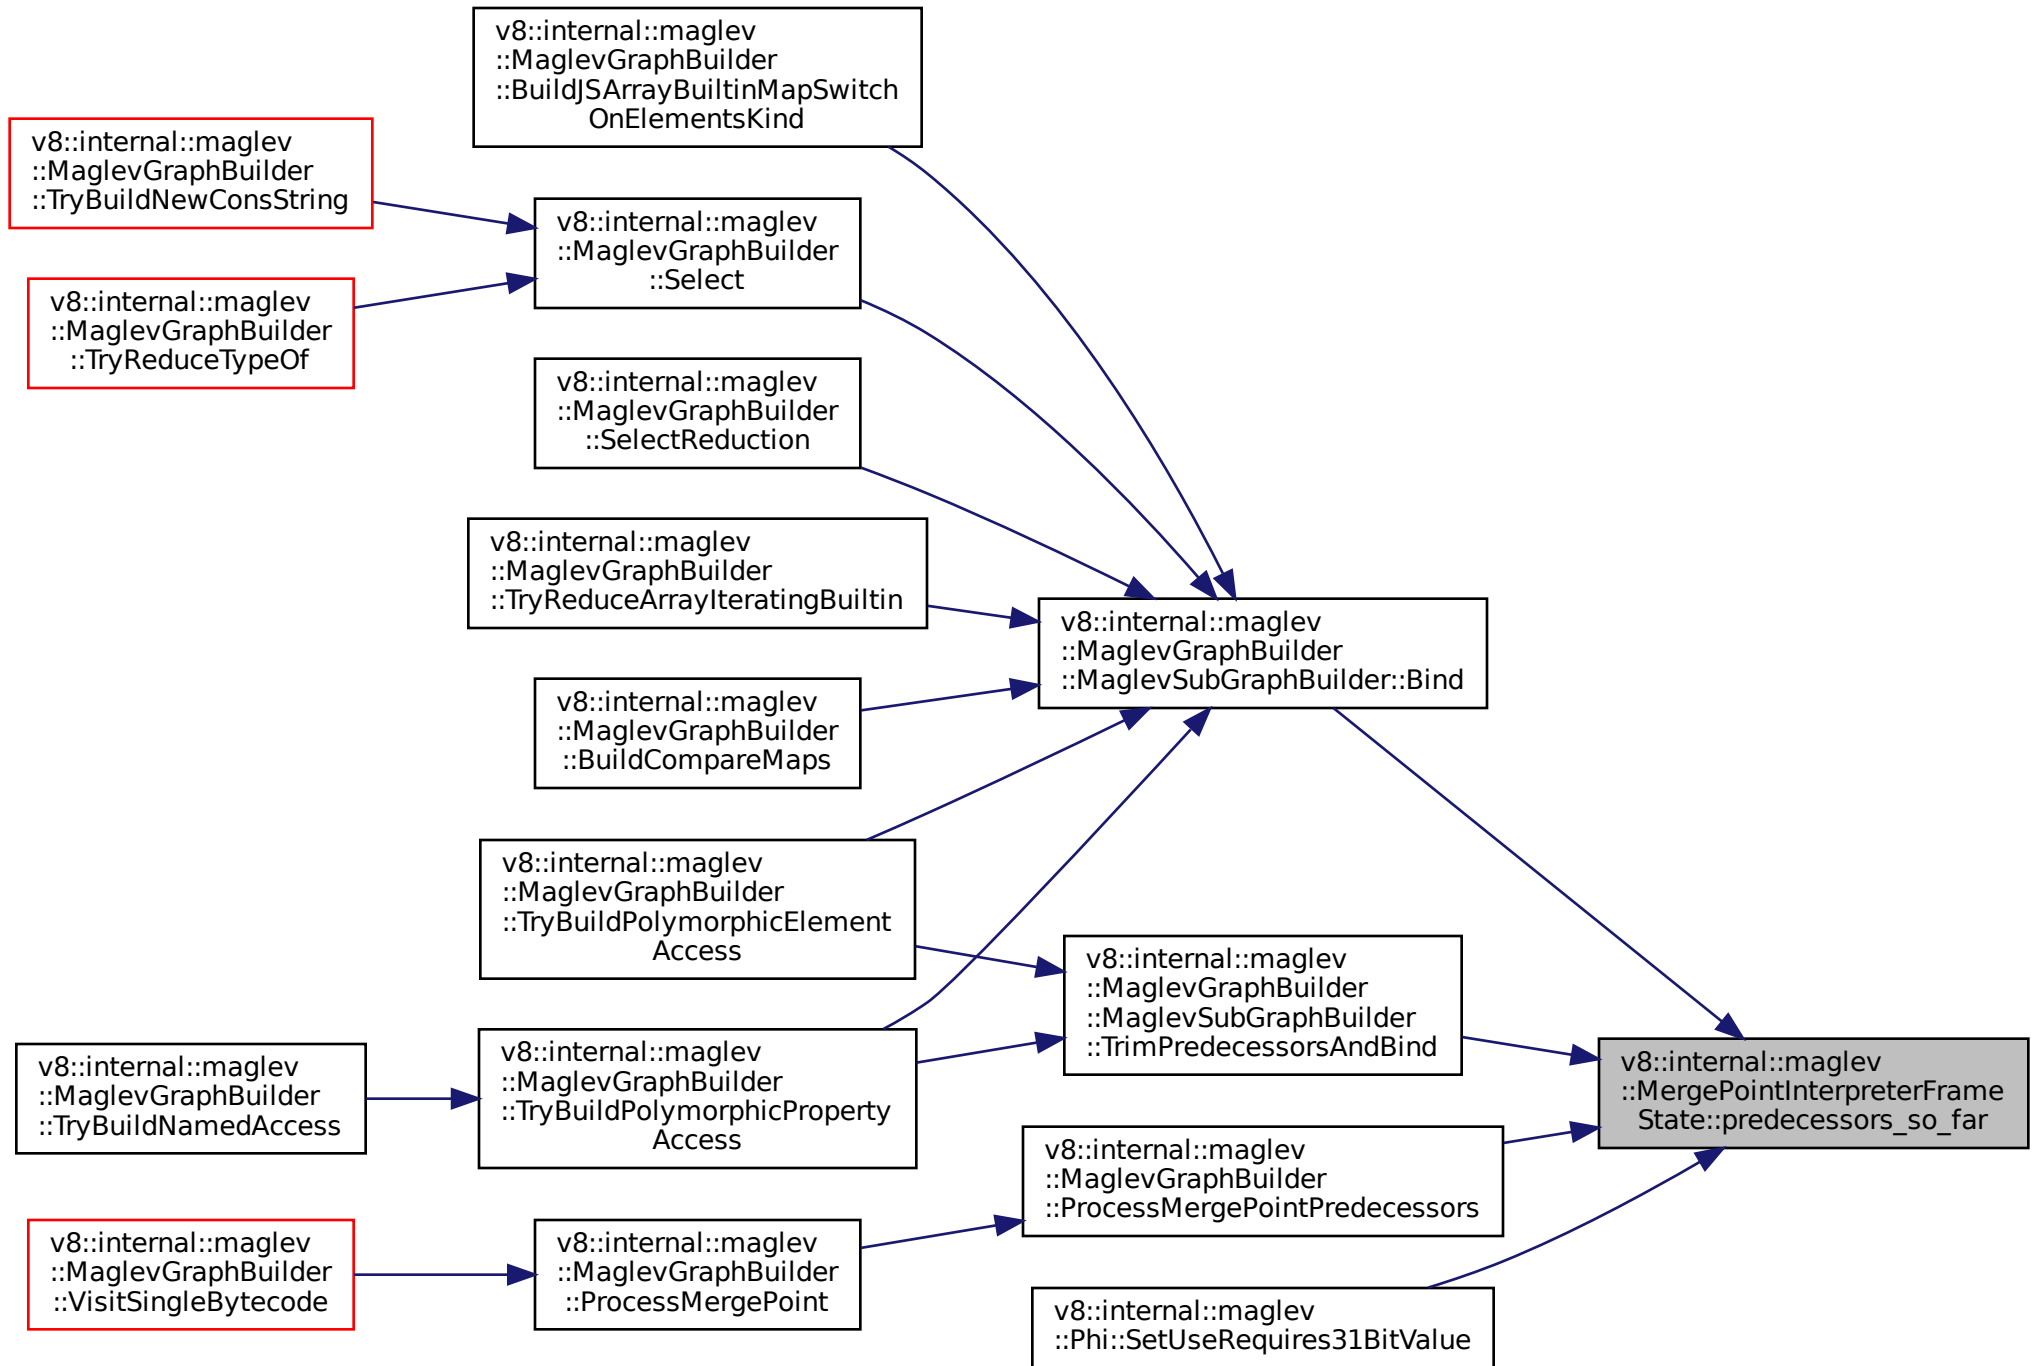 v8::internal::maglev
::MaglevGraphBuilder
::BuildJSArrayBuiltinMapSwitch
OnElementsKind
v8::internal::maglev
::MaglevGraphBuilder
::TryBuildNewConsString
v8::internal::maglev
::MaglevGraphBuilder
::Select
v8::internal::maglev
::MaglevGraphBuilder
::TryReduceTypeOf
v8::internal::maglev
::MaglevGraphBuilder
::SelectReduction
v8::internal::maglev
::MaglevGraphBuilder
::TryReduceArrayIteratingBuiltin
v8::internal::maglev
::MaglevGraphBuilder
::MaglevSubGraphBuilder::Bind
v8::internal::maglev
::MaglevGraphBuilder
::BuildCompareMaps
v8::internal::maglev
::MaglevGraphBuilder
::TryBuildPolymorphicElement
Access
v8::internal::maglev
::MaglevGraphBuilder
::MaglevSubGraphBuilder
::TrimPredecessorsAndBind
v8::internal::maglev
::MergePointInterpreterFrame
State::predecessors_so_far
v8::internal::maglev
::MaglevGraphBuilder
::TryBuildNamedAccess
v8::internal::maglev
::MaglevGraphBuilder
::TryBuildPolymorphicProperty
Access
v8::internal::maglev
::MaglevGraphBuilder
::ProcessMergePointPredecessors
v8::internal::maglev
::MaglevGraphBuilder
::VisitSingleBytecode
v8::internal::maglev
::MaglevGraphBuilder
::ProcessMergePoint
v8::internal::maglev
::Phi::SetUseRequires31BitValue